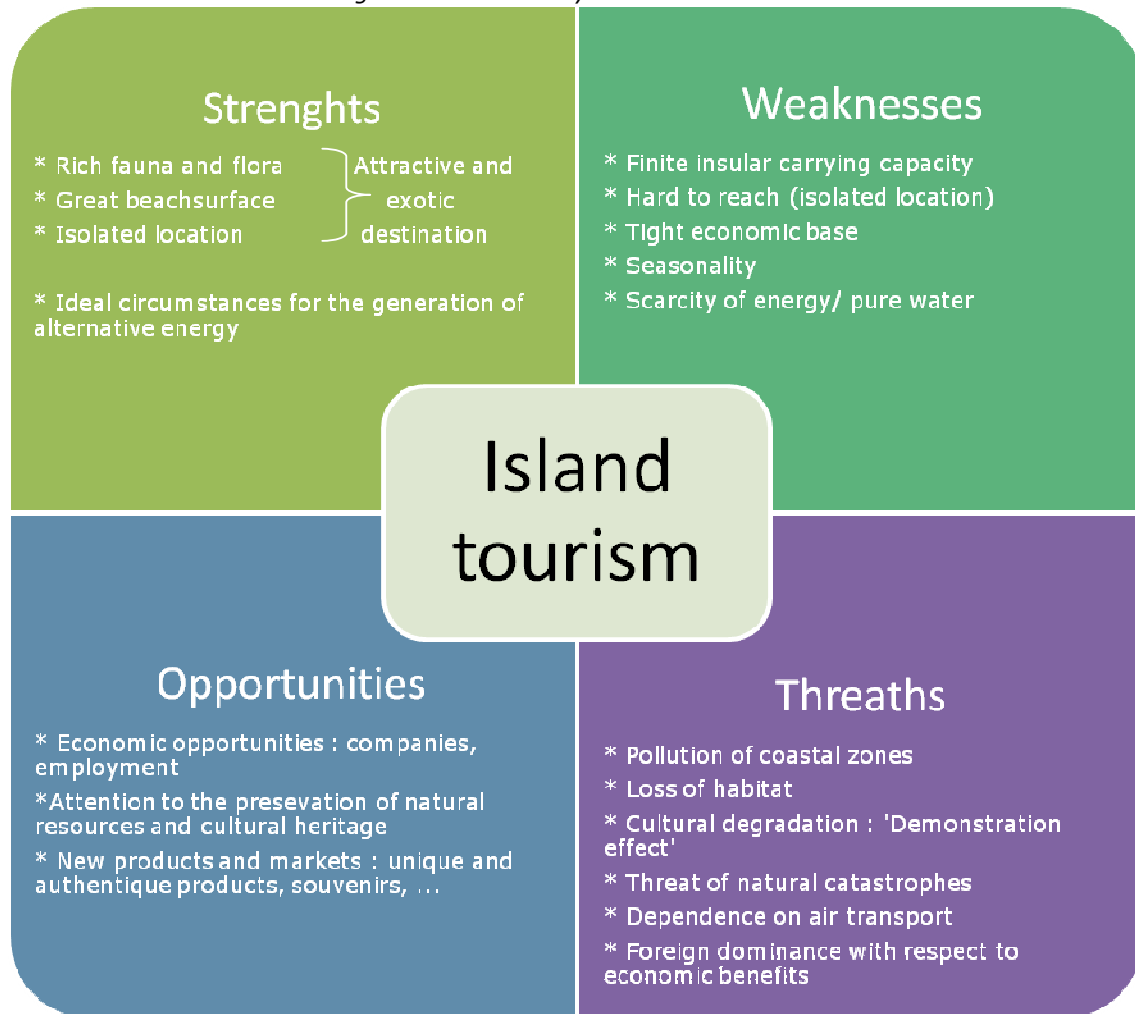 Strenghts
* Rich fauna and flora
* Great beachsurface
* Isolated location
Attractive and
exotic
destination
* Ideal circumstances for the generation of
alternative energy
Weaknesses
* Finite insular carrying capacity
* Hard to reach (isolated location)
* Tight economic base
* Seasonality
* Scarcity of energy/ pure water
Island
tourism
Opportunities
* Economic opportunities : companies,
employment
*Attention to the presevation of natural
resources and cultural heritage
* New products and markets : unique and
authentique products, souvenirs, ...
Threaths
* Pollution of coastal zones
* Loss of habitat
* Cultural degradation : 'Demonstration
effect'
* Threat of natural catastrophes
* Dependence on air transport
* Foreign dominance with respect to
economic benefits